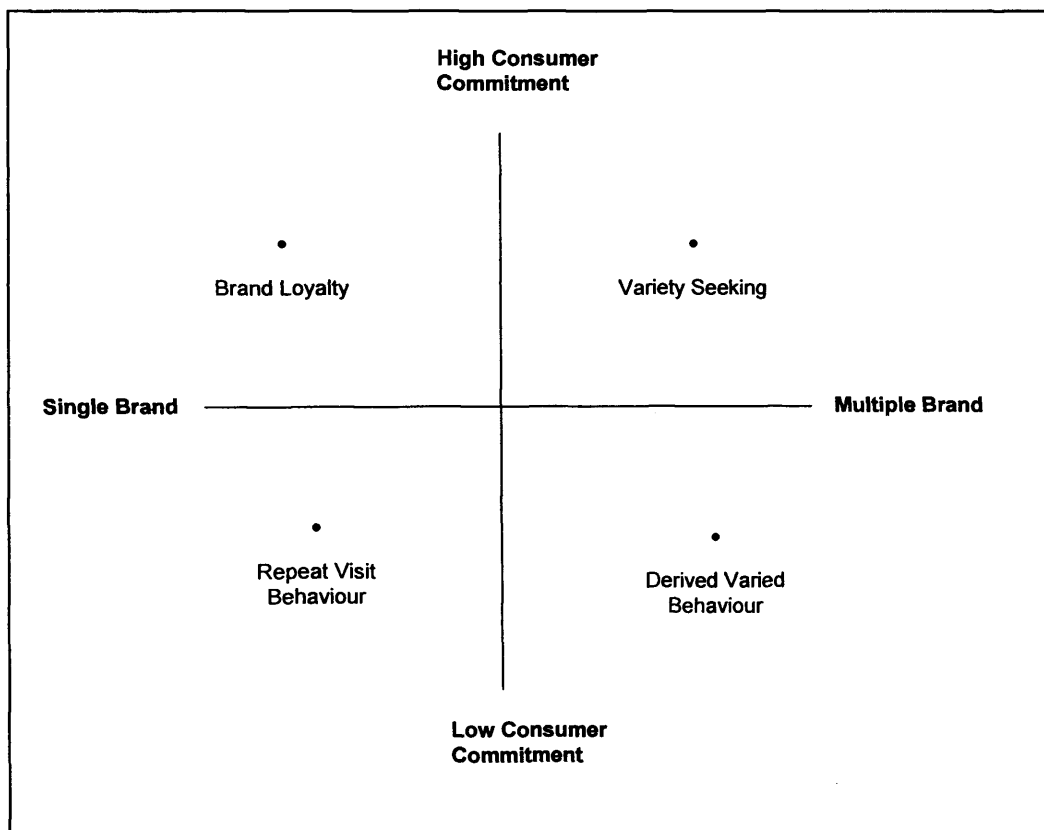 High Consumer
Commitment
Brand Loyalty
Variety Seeking
Single Brand
Multiple Brand
Repeat Visit
Behaviour
Derived Varied
Behaviour
Low Consumer
Commitment